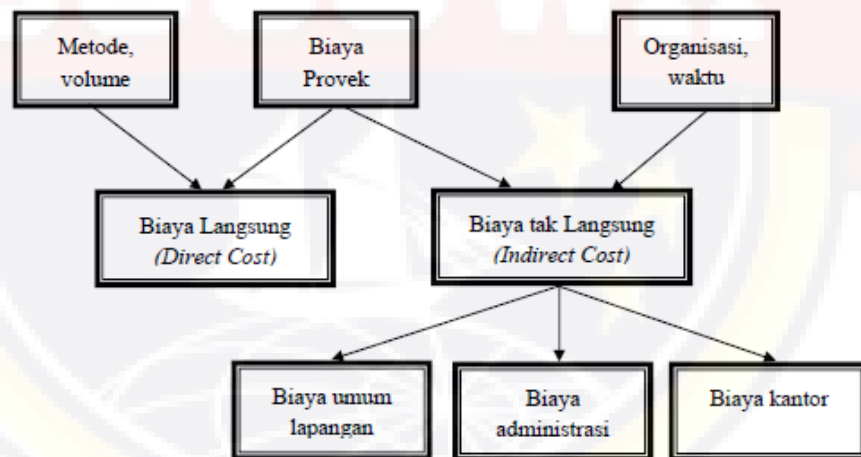 Metode,
volume
Biaya
Provek
Organisasi,
waktu
Biaya Langsung
(Direct Cost)
Biaya tak Langsung
(Indirect Cost)
Biaya umum
lapangan
Biaya
administrasi
Biaya kantor